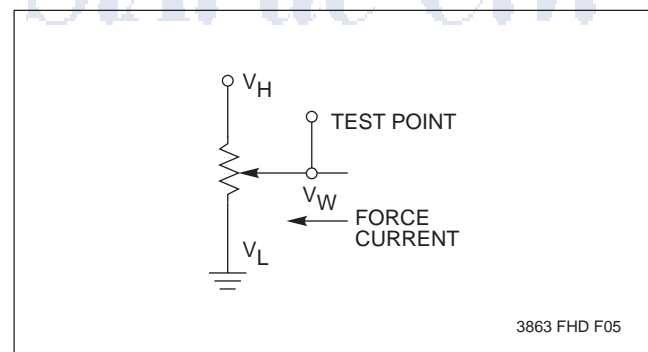 VH
TEST POINT
VW
FORCE
CURRENT
VL
3863 FHD F05